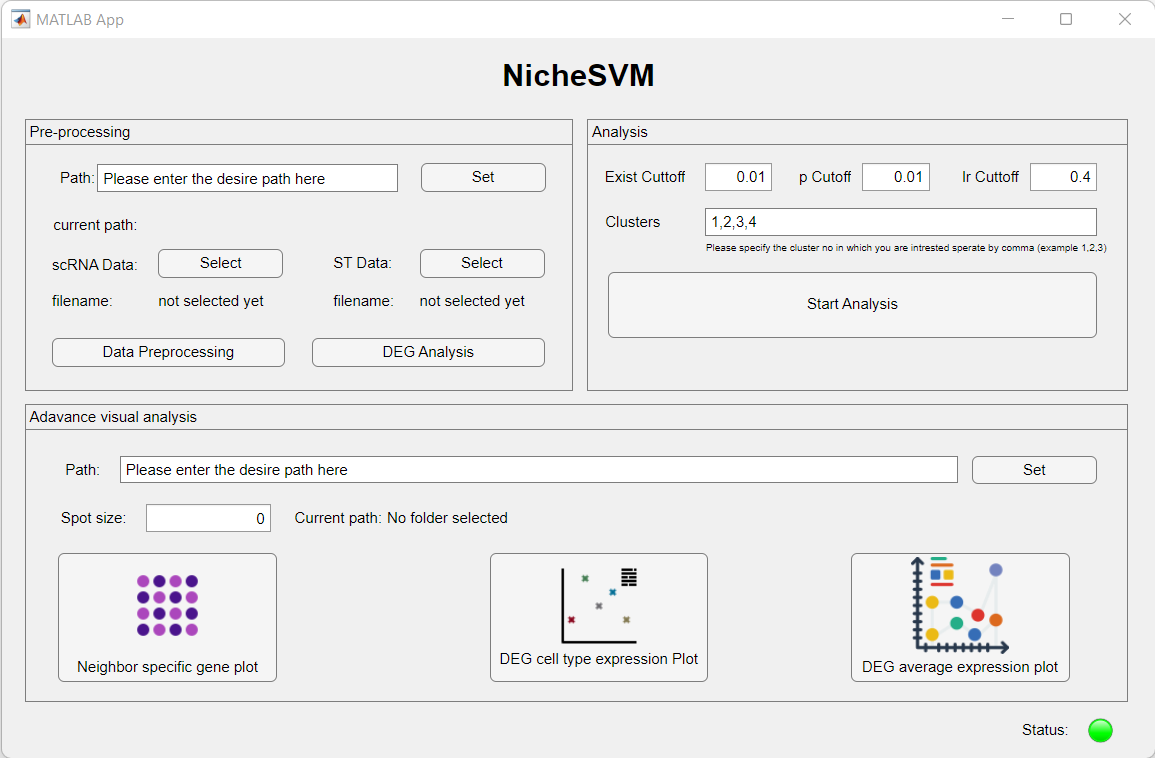 MATLAB App
NicheSVM
Pre-processing
Path: Please enter the desire path here Set
current path:
scRNA Data: Select ST Data: Select
filename: not selected yet filename: not selected yet
Data Preprocessing DEG Analysis
Analysis
Exist Cuttoff 0.01 p Cutoff 0.01 lr Cuttoff 0.4
Clusters 1,2,3,4
Please specify the cluster no in which you are intrested sperate by comma (example 1,2,3)
Start Analysis
Adavance visual analysis
Path: Please enter the desire path here Set
Spot size: 0 Current path: No folder selected
Neighbor specific gene plot DEG cell type expression Plot DEG average expression plot
Status: